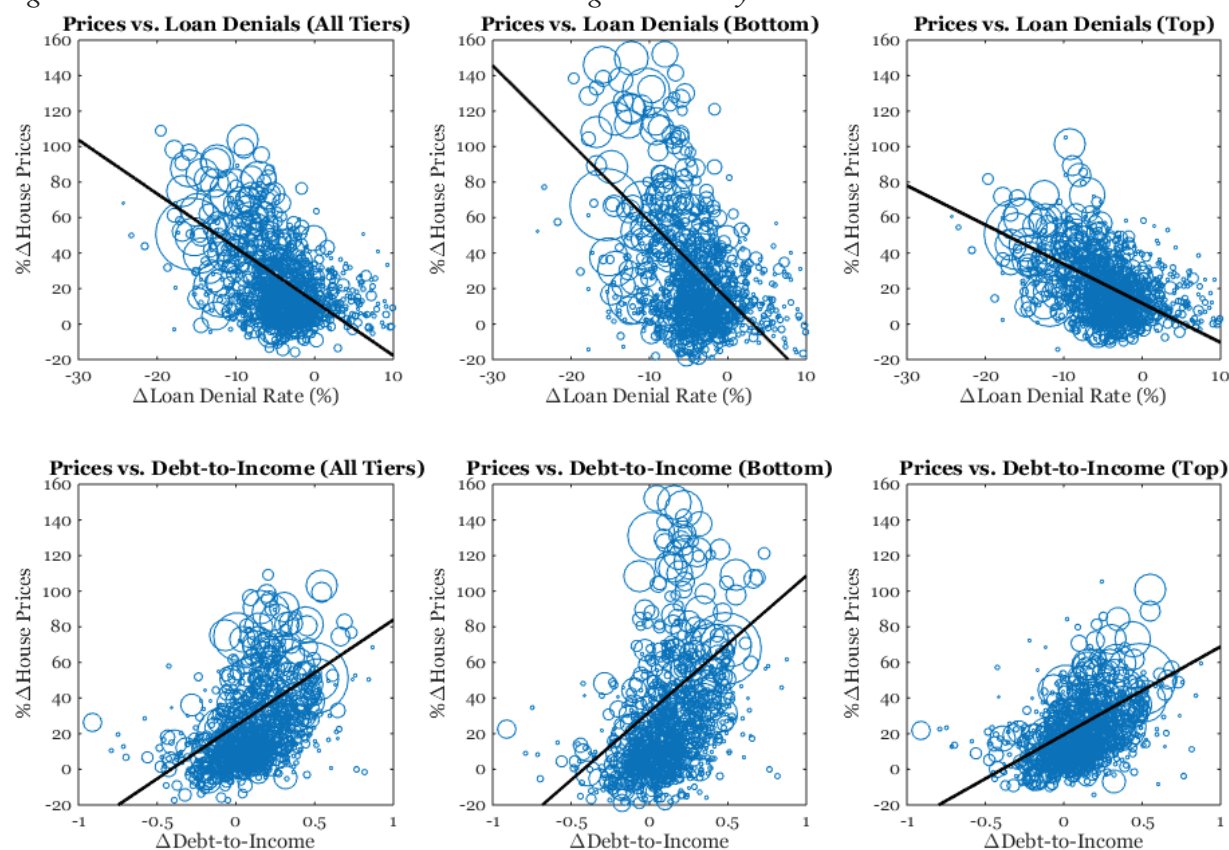 Prices vs. Loan Denials (All Tiers)
160
140
120
100
80
60
40
20
0
-20
%Δ House Prices
-30 -20 -10 0 10
ΔLoan Denial Rate (%)
Prices vs. Loan Denials (Bottom)
160
140
120
100
80
60
40
20
0
-20
%Δ House Prices
-30 -20 -10 0 10
ΔLoan Denial Rate (%)
Prices vs. Loan Denials (Top)
160
140
120
100
80
60
40
20
0
-20
%Δ House Prices
-30 -20 -10 0 10
ΔLoan Denial Rate (%)
Prices vs. Debt-to-Income (All Tiers)
160
140
120
100
80
60
40
20
0
-20
%Δ House Prices
-1 -0.5 0 0.5 1
ΔDebt-to-Income
Prices vs. Debt-to-Income (Bottom)
160
140
120
100
80
60
40
20
0
-20
%Δ House Prices
-1 -0.5 0 0.5 1
ΔDebt-to-Income
Prices vs. Debt-to-Income (Top)
160
140
120
100
80
60
40
20
0
-20
%Δ House Prices
-1 -0.5 0 0.5 1
ΔDebt-to-Income